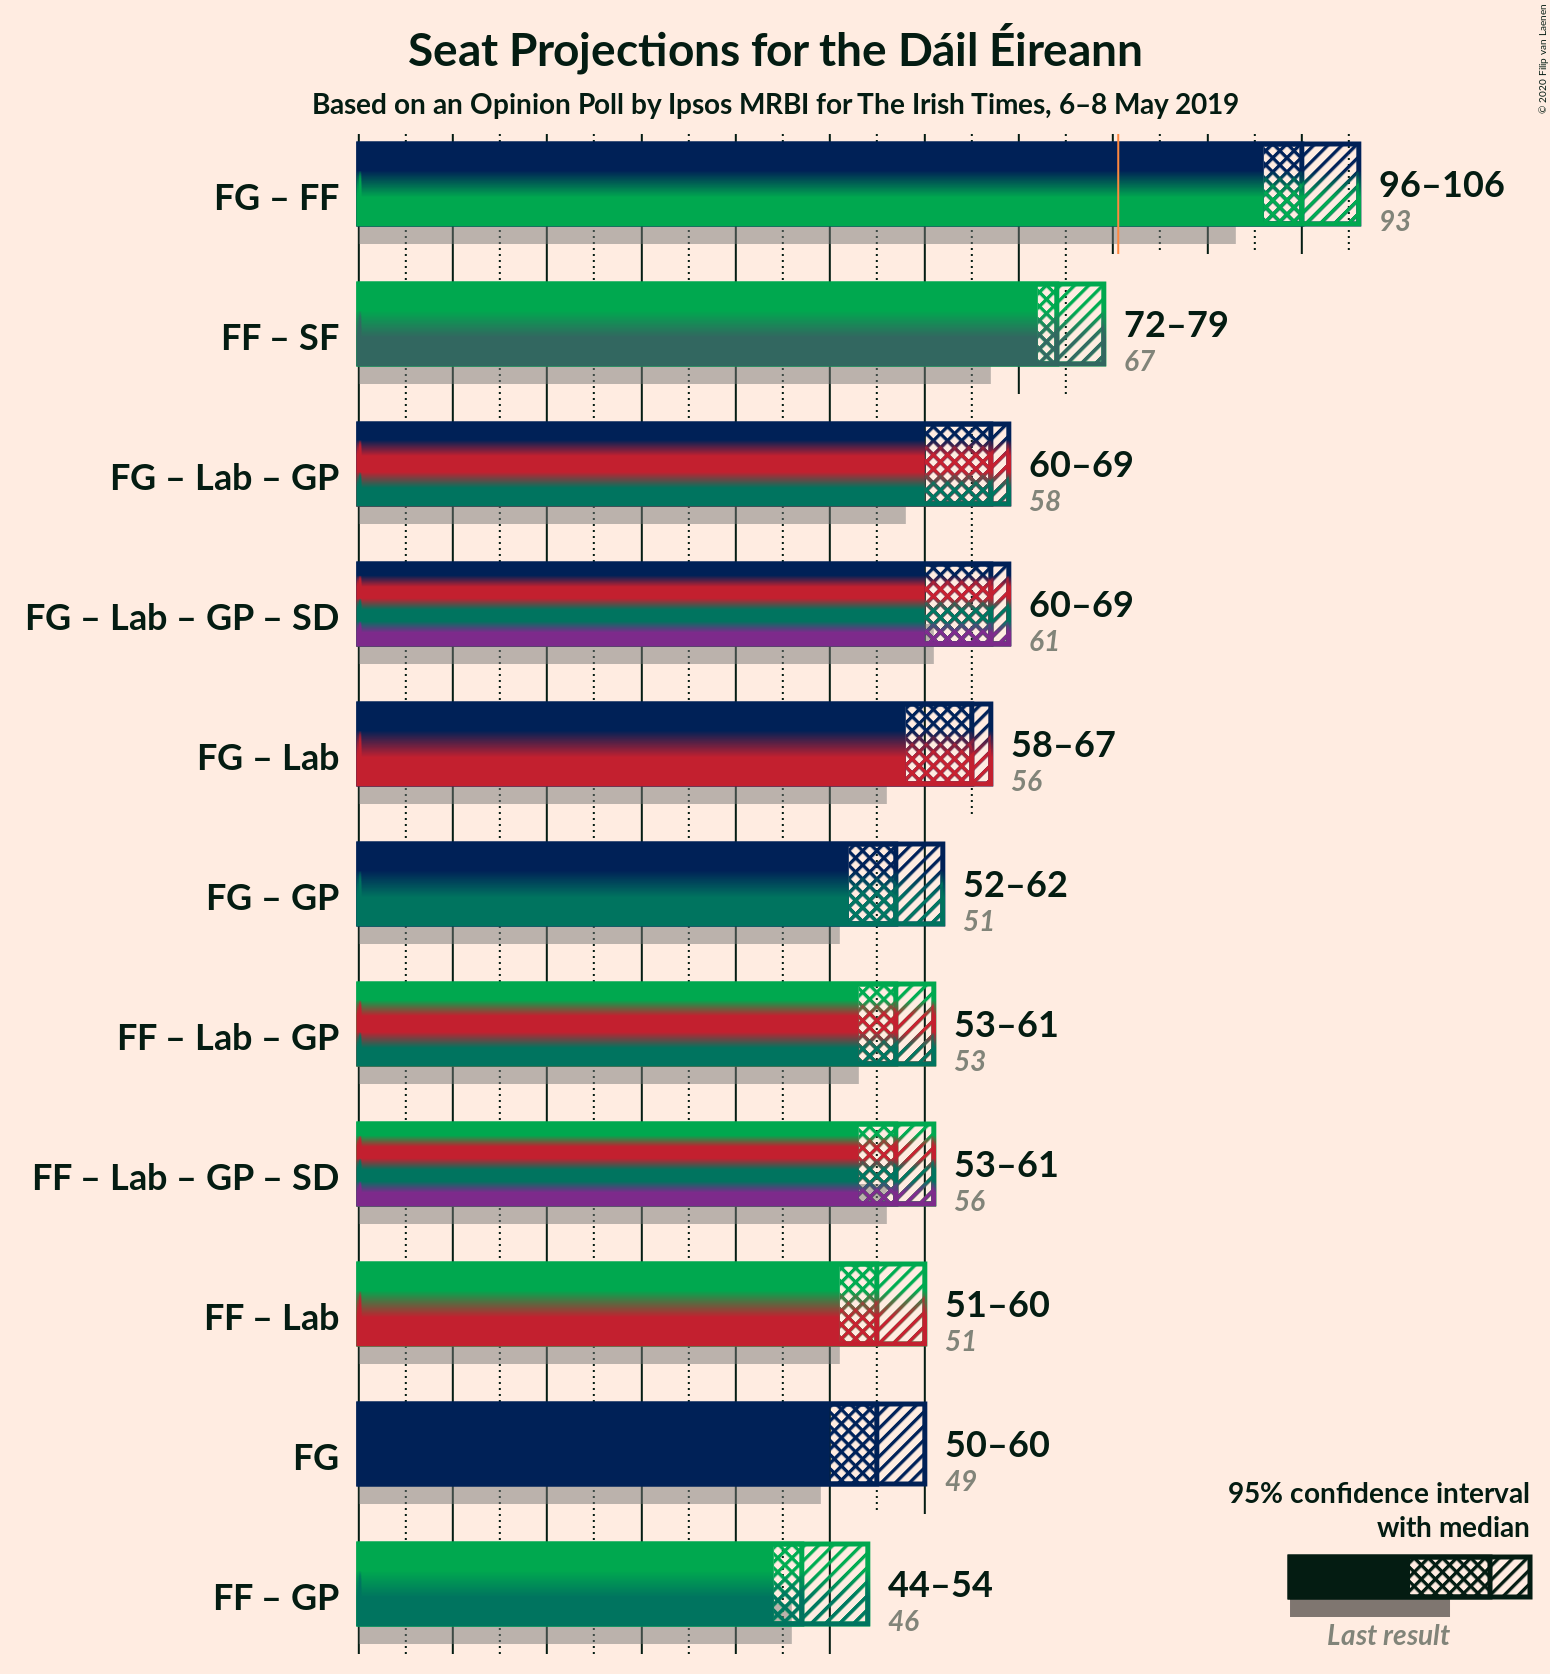 Seat Projections for the Dáil Éireann
Based on an Opinion Poll by Ipsos MRBI for The Irish Times, 6–8 May 2019
© 2020 Filip van Laenen
FG – FF
96–106
93
FF – SF
72–79
67
FG – Lab – GP
60–69
58
FG – Lab – GP – SD
60–69
61
FG – Lab
58–67
56
FG – GP
52–62
51
FF – Lab – GP
53–61
53
FF – Lab – GP – SD
53–61
56
FF – Lab
51–60
51
FG
50–60
49
FF – GP
44–54
46
95% confidence interval
with median
Last result